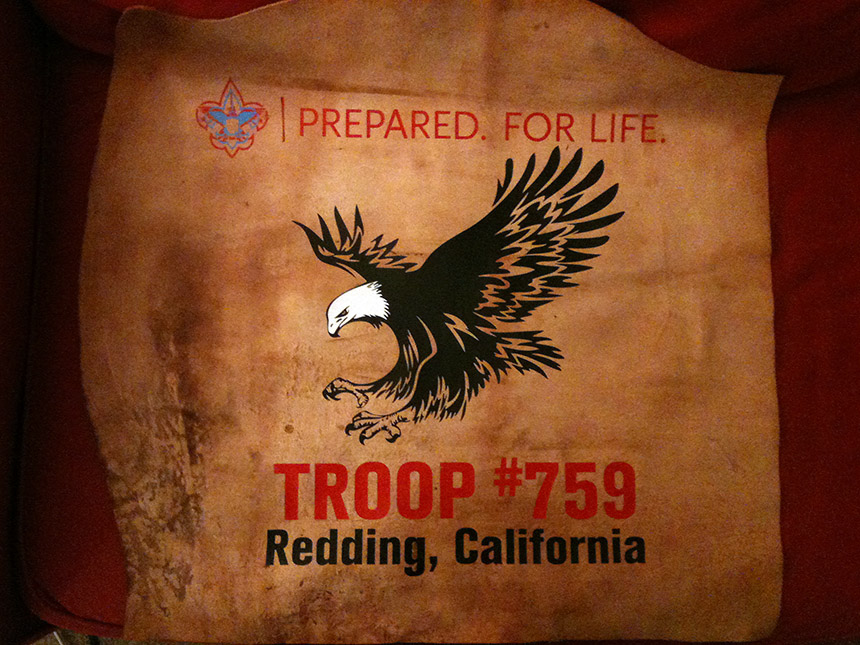 PREPARED. FOR LIFE.
TROOP #759
Redding, California